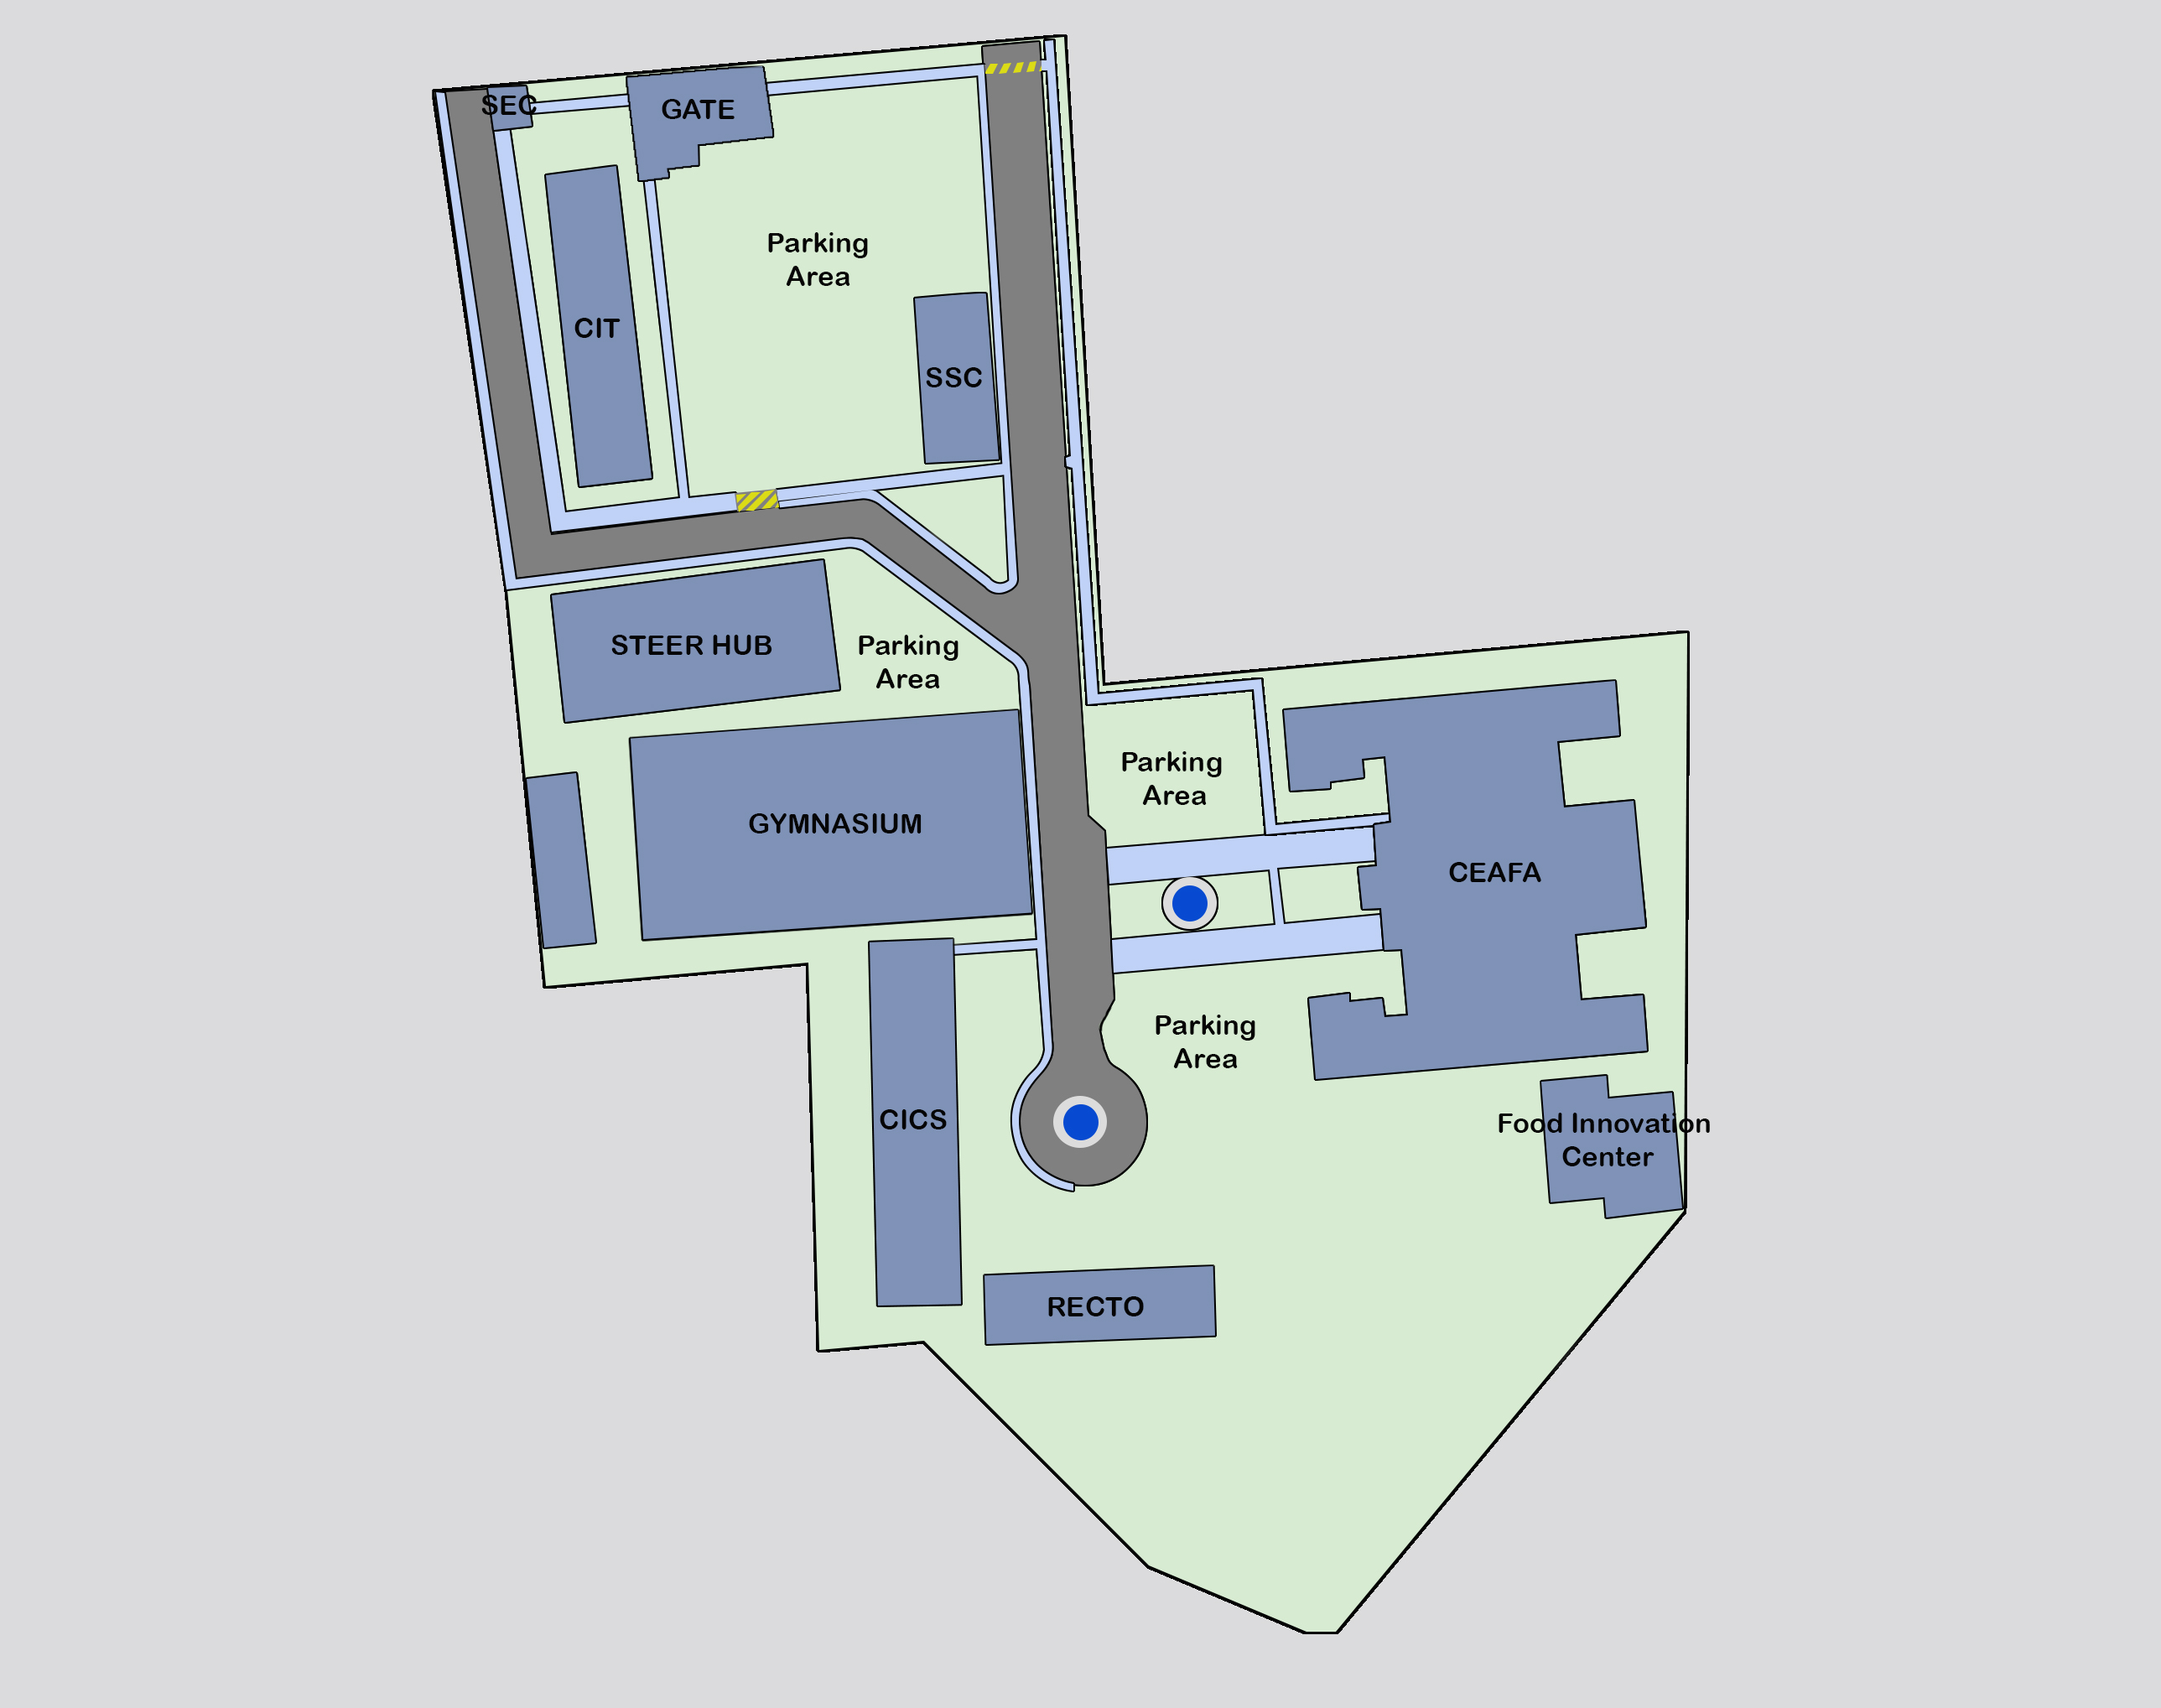 SEC
GATE
Parking
Area
CIT
SSC
STEER HUB
Parking
Area
Parking
Area
GYMNASIUM
CEAFA
Parking
Area
CICS
Food Innovation
Center
RECTO